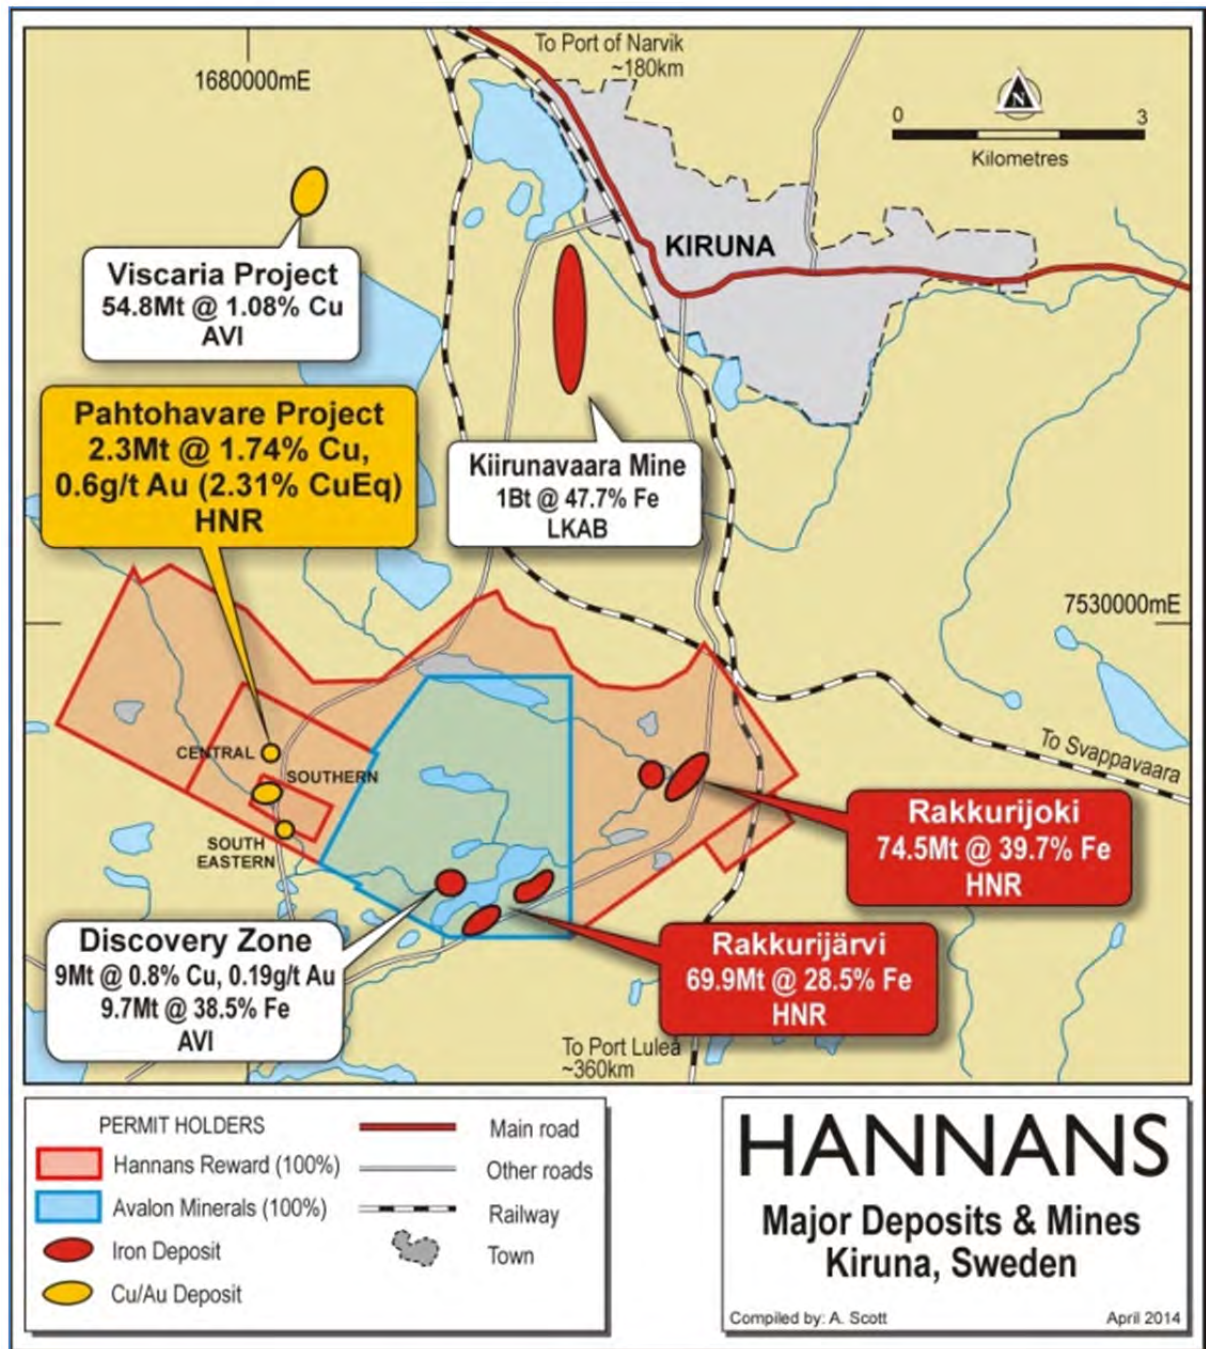 To Port of Narvik
~180km
1680000mE
N
0 3
Kilometres
KIRUNA
Viscaria Project
54.8Mt @ 1.08% Cu
AVI
Pahtohavare Project
2.3Mt @ 1.74% Cu,
0.6g/t Au (2.31% CuEq)
HNR
Kiirunavaara Mine
1Bt @ 47.7% Fe
LKAB
7530000mE
To Svappavaara
CENTRAL
SOUTHERN
SOUTH
EASTERN
Rakkurijoki
74.5Mt @ 39.7% Fe
HNR
Discovery Zone
9Mt @ 0.8% Cu, 0.19g/t Au
9.7Mt @ 38.5% Fe
AVI
Rakkurijärvi
69.9Mt @ 28.5% Fe
HNR
To Port Luleå
~360km
PERMIT HOLDERS
Hannans Reward (100%)
Avalon Minerals (100%)
Iron Deposit
Cu/Au Deposit
Main road
Other roads
Railway
Town
HANNANS
Major Deposits & Mines
Kiruna, Sweden
Compiled by: A. Scott April 2014